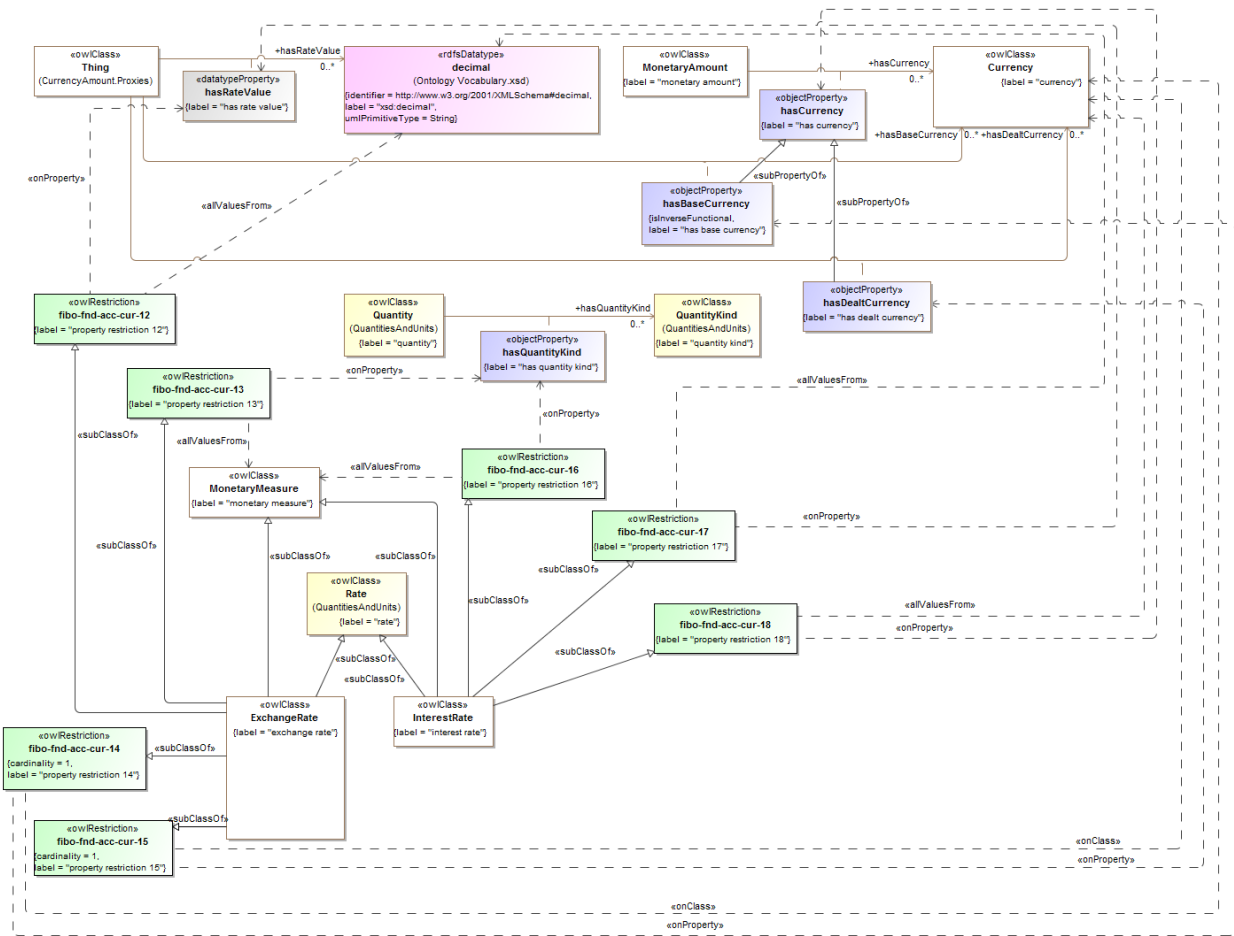 «owlClass»
Thing
(CurrencyAmount.Proxies)
+hasRateValue
0..*
«datatypeProperty»
hasRateValue
{label = "has rate value"}
«rdfsDatatype»
decimal
(Ontology Vocabulary.xsd)
{identifier = http://www.w3.org/2001/XMLSchema#decimal,
label = "xsd:decimal",
umlPrimitiveType = String}
«owlClass»
MonetaryAmount
{label = "monetary amount"}
+hasCurrency
0..*
«owlClass»
Currency
{label = "currency"}
«objectProperty»
hasCurrency
{label = "has currency"}
+hasBaseCurrency
0..*
+hasDealtCurrency
0..*
«onProperty»
«allValuesFrom»
«subPropertyOf»
«objectProperty»
hasBaseCurrency
{isInverseFunctional,
label = "has base currency"}
«subPropertyOf»
«objectProperty»
hasDealtCurrency
{label = "has dealt currency"}
«owlRestriction»
fibo-fnd-acc-cur-12
{label = "property restriction 12"}
«owlClass»
Quantity
(QuantitiesAndUnits)
{label = "quantity"}
+hasQuantityKind
0..*
«owlClass»
QuantityKind
(QuantitiesAndUnits)
{label = "quantity kind"}
«objectProperty»
hasQuantityKind
{label = "has quantity kind"}
«owlRestriction»
fibo-fnd-acc-cur-13
{label = "property restriction 13"}
«onProperty»
«allValuesFrom»
«onProperty»
«subClassOf»
«allValuesFrom»
«owlClass»
MonetaryMeasure
{label = "monetary measure"}
«allValuesFrom»
«owlRestriction»
fibo-fnd-acc-cur-16
{label = "property restriction 16"}
«owlRestriction»
fibo-fnd-acc-cur-17
{label = "property restriction 17"}
«onProperty»
«subClassOf»
«subClassOf»
«subClassOf»
«subClassOf»
«subClassOf»
«owlClass»
Rate
(QuantitiesAndUnits)
{label = "rate"}
«owlRestriction»
fibo-fnd-acc-cur-18
{label = "property restriction 18"}
«allValuesFrom»
«onProperty»
«subClassOf»
«subClassOf»
«subClassOf»
«owlClass»
ExchangeRate
{label = "exchange rate"}
«owlClass»
InterestRate
{label = "interest rate"}
«owlRestriction»
fibo-fnd-acc-cur-14
{cardinality = 1,
label = "property restriction 14"}
«subClassOf»
«subClassOf»
«owlRestriction»
fibo-fnd-acc-cur-15
{cardinality = 1,
label = "property restriction 15"}
«onClass»
«onProperty»
«onClass»
«onProperty»